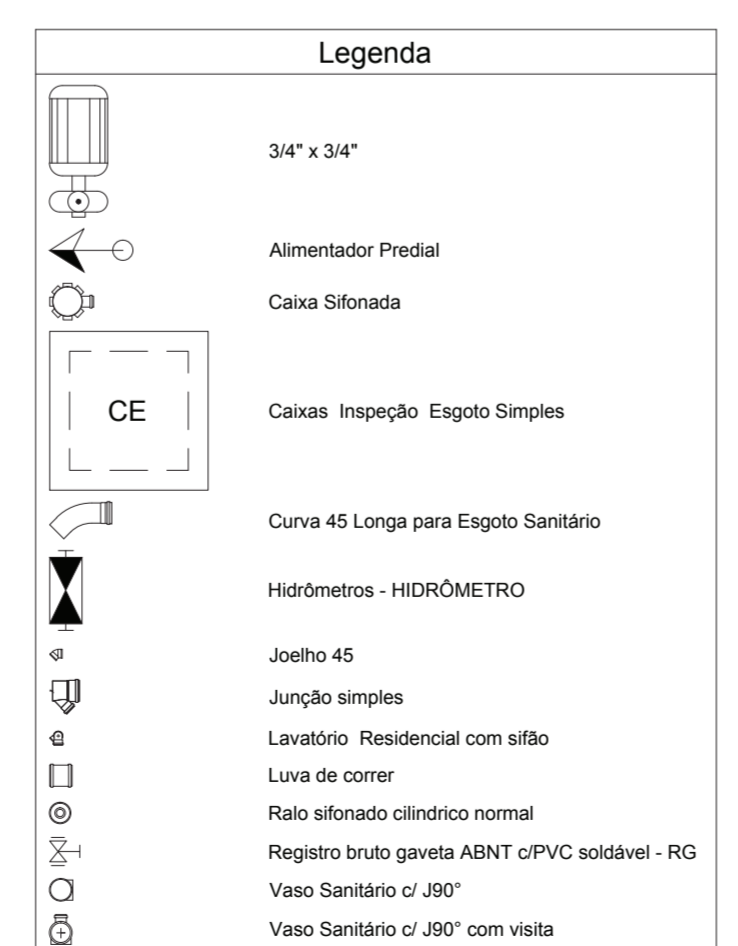 Legenda
3/4" x 3/4"
Alimentador Predial
Caixa Sifonada
CE
Caixas Inspeção Esgoto Simples
Curva 45 Longa para Esgoto Sanitário
Hidrômetros - HIDRÔMETRO
Joelho 45
Junção simples
Lavatório Residencial com sifão
Luva de correr
Ralo sifonado cilindrico normal
Registro bruto gaveta ABNT c/PVC soldável - RG
Vaso Sanitário c/ J90°
Vaso Sanitário c/ J90° com visita